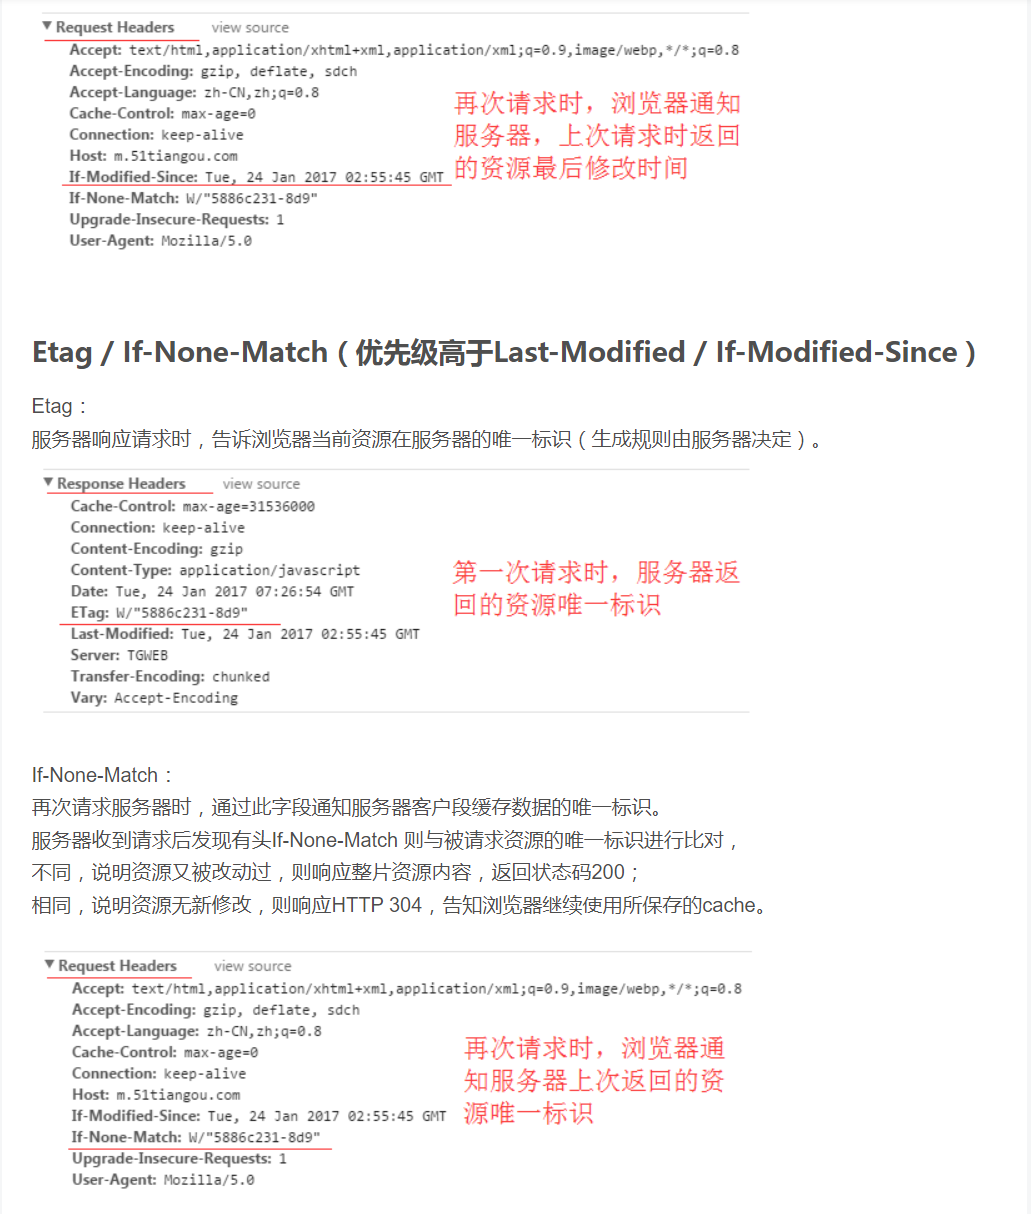 ▼ Request Headers view source
Accept: text/html,application/xhtml+xml,application/xml;q=0.9,image/webp,*/*;q=0.8
Accept-Encoding: gzip, deflate, sdch
Accept-Language: zh-CN,zh;q=0.8
Cache-Control: max-age=0
Connection: keep-alive
Host: m.51tiangou.com
If-Modified-Since: Tue, 24 Jan 2017 02:55:45 GMT
If-None-Match: W/"5886c231-8d9"
Upgrade-Insecure-Requests: 1
User-Agent: Mozilla/5.0
再次请求时，浏览器通知
服务器，上次请求时返回
的资源最后修改时间
Etag / If-None-Match（优先级高于Last-Modified / If-Modified-Since）
Etag：
服务器响应请求时，告诉浏览器当前资源在服务器的唯一标识（生成规则由服务器决定）。
▼ Response Headers view source
Cache-Control: max-age=31536000
Connection: keep-alive
Content-Encoding: gzip
Content-Type: application/javascript
Date: Tue, 24 Jan 2017 07:26:54 GMT
ETag: W/"5886c231-8d9"
Last-Modified: Tue, 24 Jan 2017 02:55:45 GMT
Server: TGWEB
Transfer-Encoding: chunked
Vary: Accept-Encoding
第一次请求时，服务器返
回的资源唯一标识
If-None-Match：
再次请求服务器时，通过此字段通知服务器客户段缓存数据的唯一标识。
服务器收到请求后发现有头If-None-Match 则与被请求资源的唯一标识进行比对，
不同，说明资源又被改动过，则响应整片资源内容，返回状态码200；
相同，说明资源无新修改，则响应HTTP 304，告知浏览器继续使用所保存的cache。
▼ Request Headers view source
Accept: text/html,application/xhtml+xml,application/xml;q=0.9,image/webp,*/*;q=0.8
Accept-Encoding: gzip, deflate, sdch
Accept-Language: zh-CN,zh;q=0.8
Cache-Control: max-age=0
Connection: keep-alive
Host: m.51tiangou.com
If-Modified-Since: Tue, 24 Jan 2017 02:55:45 GMT
If-None-Match: W/"5886c231-8d9"
Upgrade-Insecure-Requests: 1
User-Agent: Mozilla/5.0
再次请求时，浏览器通
知服务器上次返回的资
源唯一标识